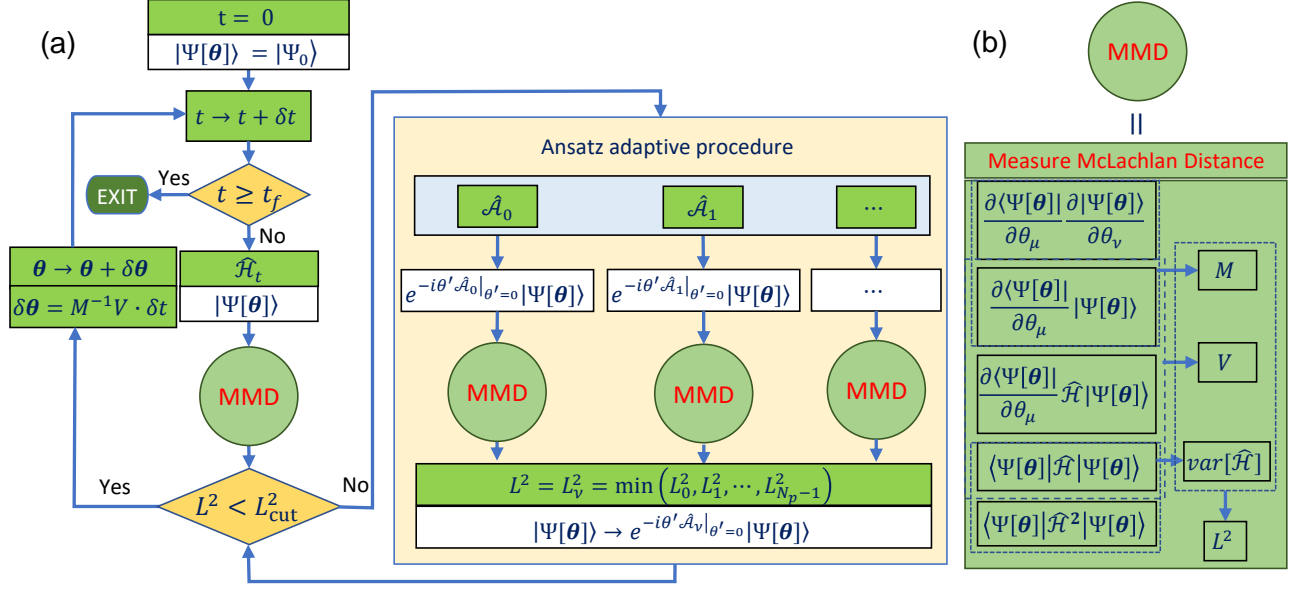 (a)
t = 0
|Ψ[𝜽]⟩ = |Ψ₀⟩
t → t + δt
t ≥ t_f
Yes
EXIT
No
𝜽 → 𝜽 + δ𝜽
δ𝜽 = M⁻¹V · δt
Ĥ_t
|Ψ[𝜽]⟩
MMD
L² < L²_cut
Yes
No
Ansatz adaptive procedure
Â₀ Â₁ ⋯
e^{-iθ′Â₀}|_{θ′=0}|Ψ[𝜽]⟩ e^{-iθ′Â₁}|_{θ′=0}|Ψ[𝜽]⟩ ⋯
MMD MMD MMD
L² = L²_ν = min (L²₀, L²₁, ⋯, L²_{N_p−1})
|Ψ[𝜽]⟩ → e^{-iθ′Â_ν}|_{θ′=0}|Ψ[𝜽]⟩
(b)
MMD
=
Measure McLachlan Distance
∂⟨Ψ[𝜽]|/∂θ_μ ∂|Ψ[𝜽]⟩/∂θ_ν
∂⟨Ψ[𝜽]|/∂θ_μ |Ψ[𝜽]⟩
∂⟨Ψ[𝜽]|/∂θ_μ Ĥ|Ψ[𝜽]⟩
⟨Ψ[𝜽]|Ĥ|Ψ[𝜽]⟩
⟨Ψ[𝜽]|Ĥ²|Ψ[𝜽]⟩
M
V
var[Ĥ]
L²